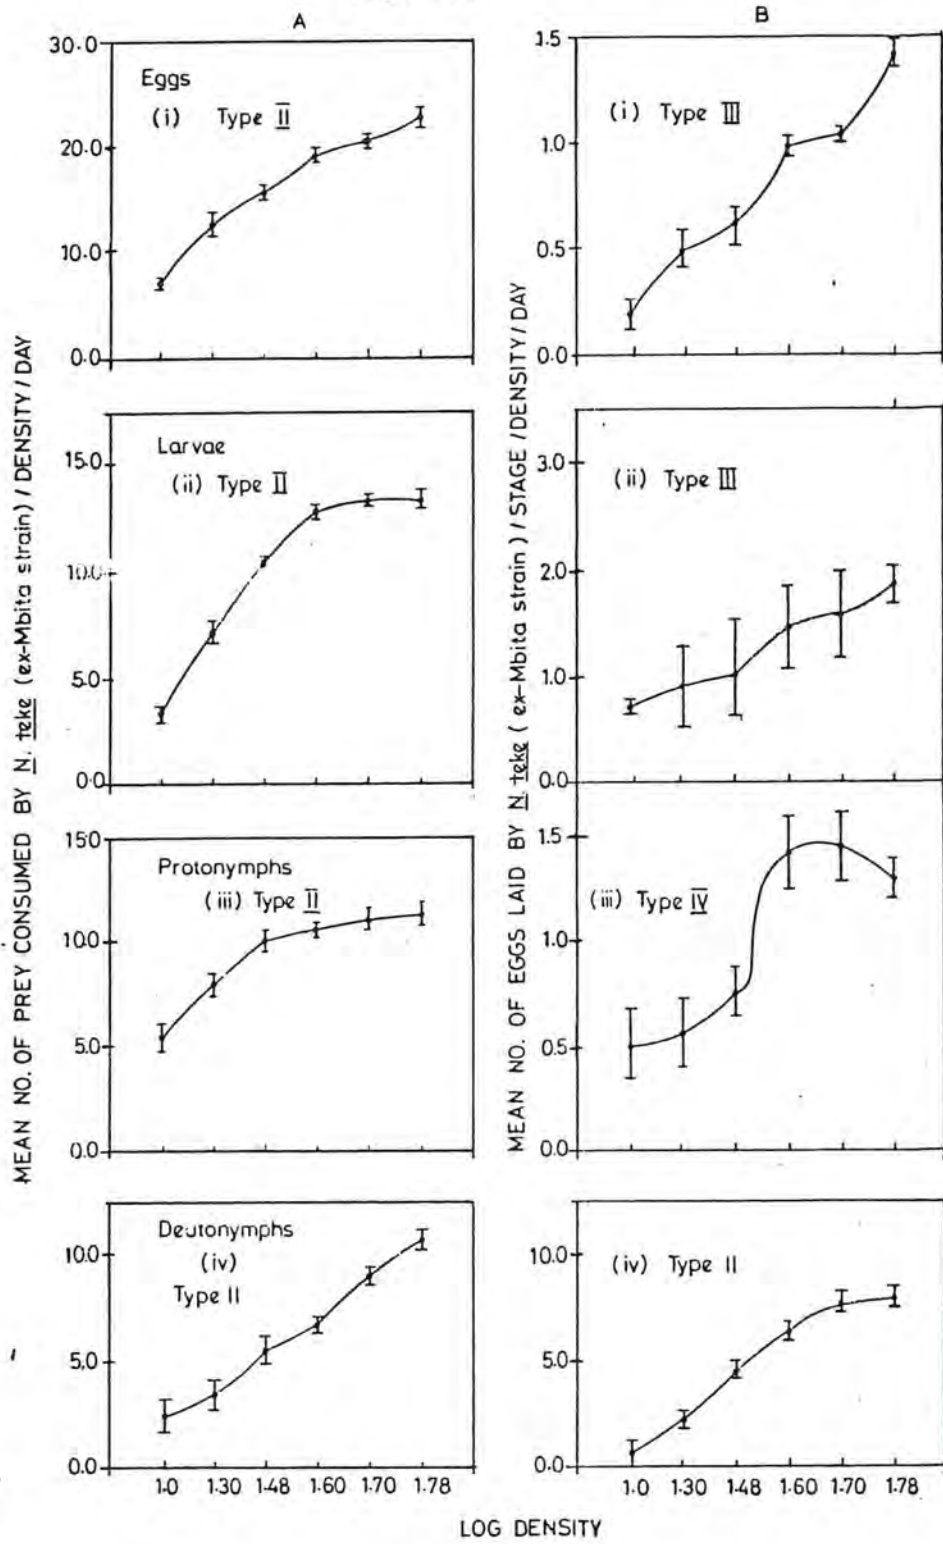 A
B
MEAN NO. OF PREY CONSUMED BY N. teke (ex-Mbita strain) / DENSITY / DAY
30.0
20.0
10.0
0.0
Eggs
(i) Type II
15.0
10.0
5.0
0.0
Larvae
(ii) Type II
15.0
10.0
5.0
0.0
Protonymphs
(iii) Type II
10.0
5.0
0.0
Deutonymphs
(iv)
Type II
1.0 1.30 1.48 1.60 1.70 1.78
MEAN NO. OF EGGS LAID BY N. teke (ex-Mbita strain) / STAGE / DENSITY / DAY
1.5
1.0
0.5
0.0
(i) Type III
3.0
2.0
1.0
0.0
(ii) Type III
1.5
1.0
0.5
0.0
(iii) Type IV
10.0
5.0
0.0
(iv) Type II
1.0 1.30 1.48 1.60 1.70 1.78
LOG DENSITY